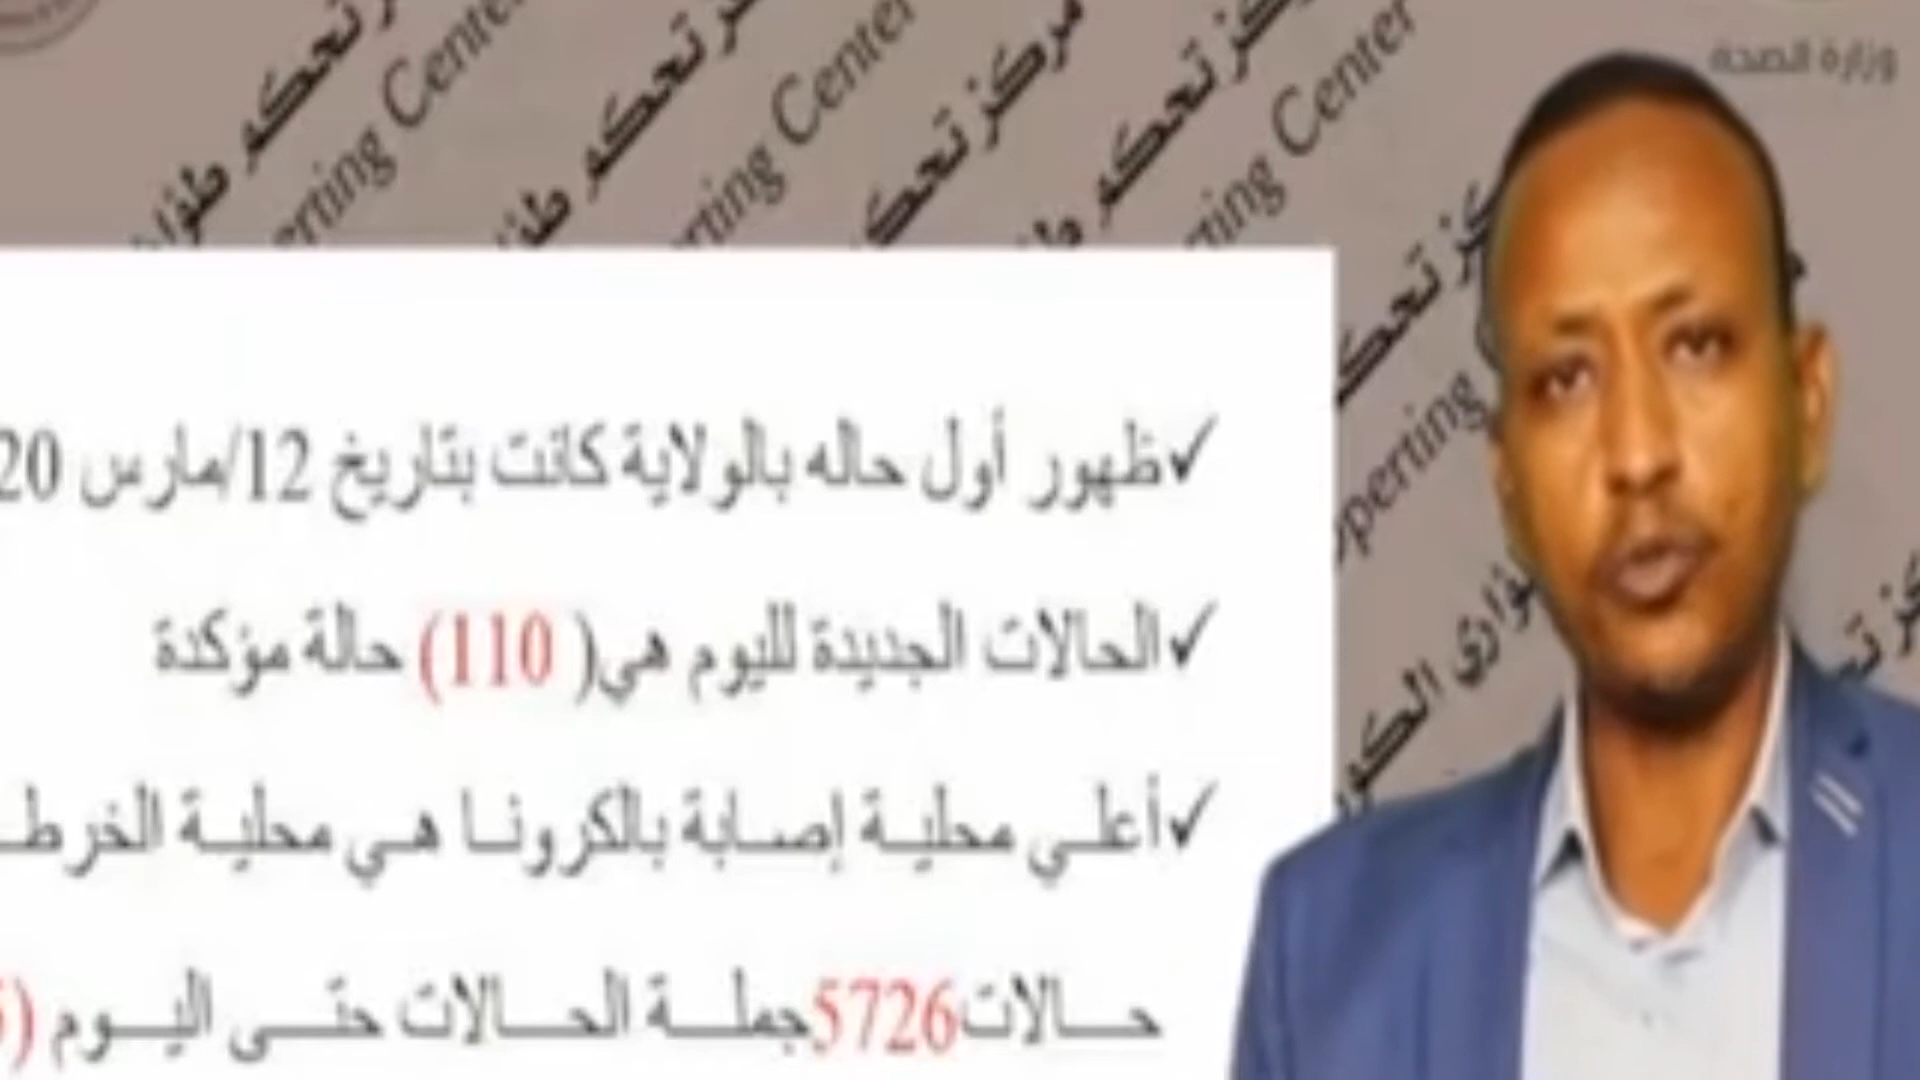 وزارة الصحة
مركز تحكم
Center
✓ظهور أول حاله بالولاية كانت بتاريخ 12/مارس 20
✓الحالات الجديدة لليوم هي( 110) حالة مؤكدة
✓أعلي محلية إصابة بالكرونا هي محلية
حالات5726جملة الحالات حتى اليوم (